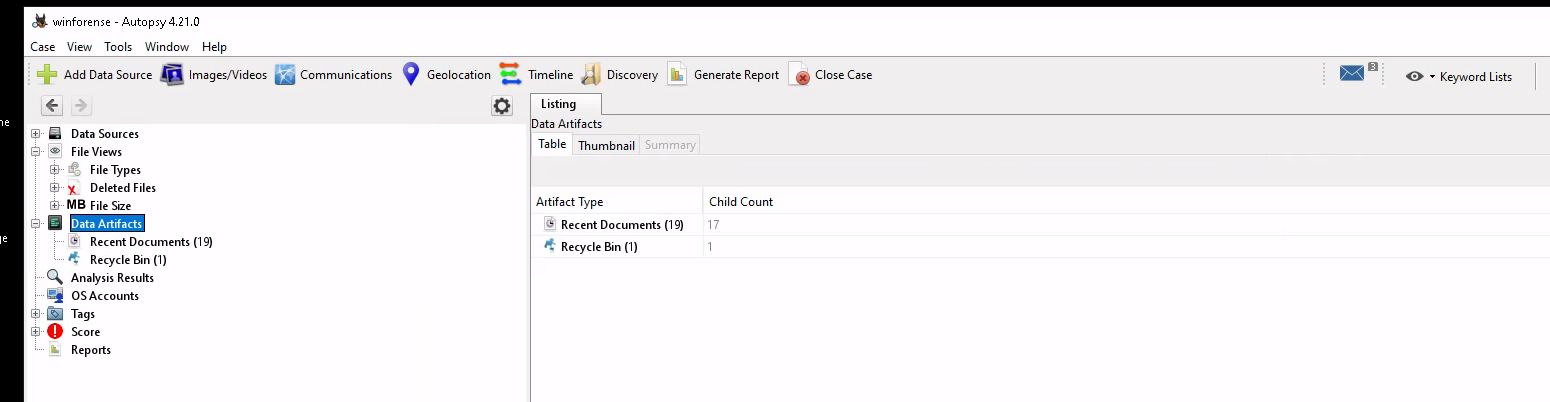 winforense - Autopsy 4.21.0
Case View Tools Window Help
Add Data Source Images/Videos Communications Geolocation Timeline Discovery Generate Report Close Case 3 Keyword Lists
Listing
Data Artifacts
Table Thumbnail Summary
Artifact Type Child Count
Recent Documents (19) 17
Recycle Bin (1) 1
Data Sources
File Views
File Types
Deleted Files
MB File Size
Data Artifacts
Recent Documents (19)
Recycle Bin (1)
Analysis Results
OS Accounts
Tags
Score
Reports
ne
ge